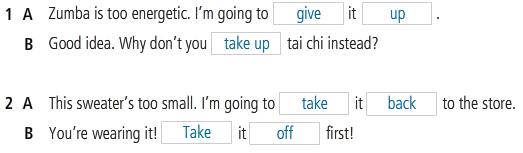 1 A Zumba is too energetic. I'm going to give it up .
B Good idea. Why don't you take up tai chi instead?
2 A This sweater's too small. I'm going to take it back to the store.
B You're wearing it! Take it off first!